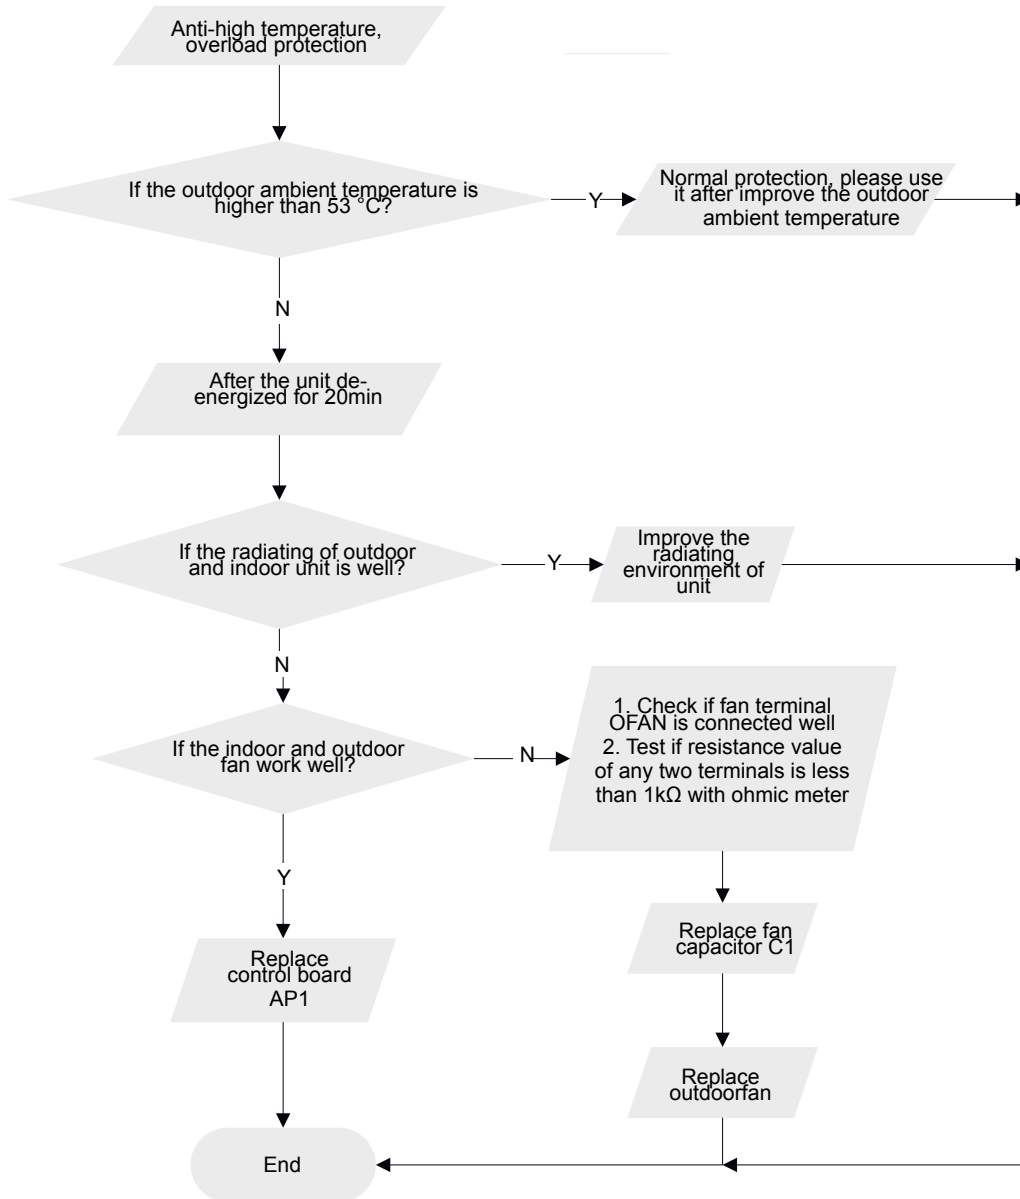 Anti-high temperature,
overload protection
If the outdoor ambient temperature is
higher than 53 °C?
Y
Normal protection, please use
it after improve the outdoor
ambient temperature
N
After the unit de-
energized for 20min
If the radiating of outdoor
and indoor unit is well?
Y
Improve the
radiating
environment of
unit
N
If the indoor and outdoor
fan work well?
N
1. Check if fan terminal
OFAN is connected well
2. Test if resistance value
of any two terminals is less
than 1kΩ with ohmic meter
Y
Replace
control board
AP1
Replace fan
capacitor C1
Replace
outdoorfan
End